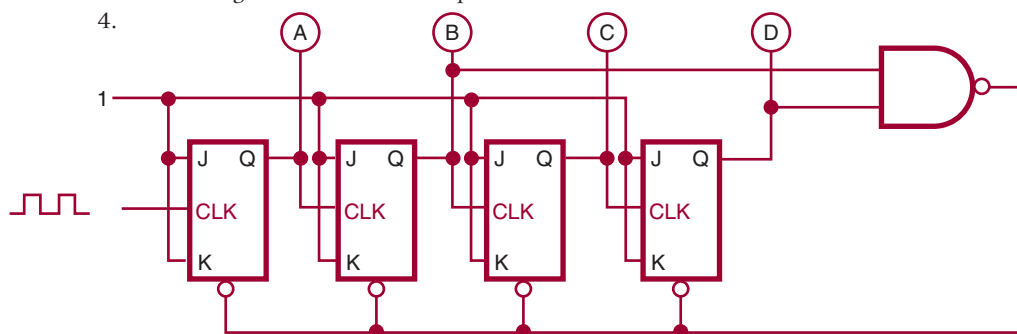 4.
A B C D
1
J Q J Q J Q J Q
CLK CLK CLK CLK
K K K K